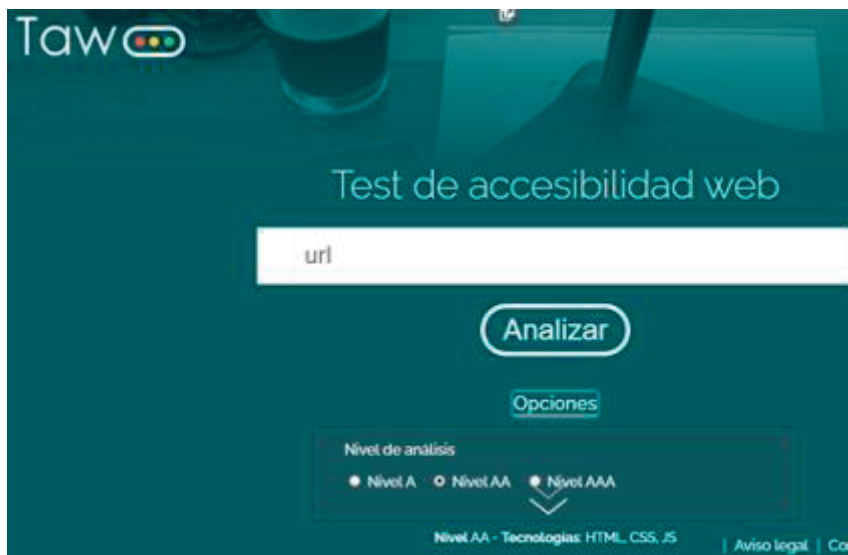 Taw
Test de accesibilidad web
url
Analizar
Opciones
Nivel de análisis
Nivel A Nivel AA Nivel AAA
Nivel AA - Tecnologías: HTML, CSS, JS
| Aviso legal | Co